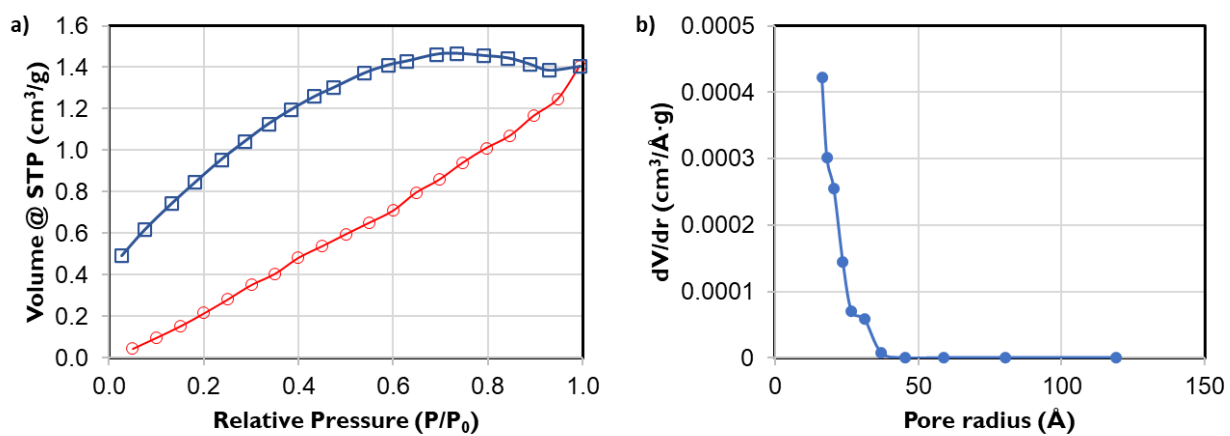 a)
Volume @ STP (cm³/g)
1.6
1.4
1.2
1.0
0.8
0.6
0.4
0.2
0.0
0.0 0.2 0.4 0.6 0.8 1.0
Relative Pressure (P/P₀)
b)
dV/dr (cm³/Å·g)
0.0005
0.0004
0.0003
0.0002
0.0001
0
0 50 100 150
Pore radius (Å)